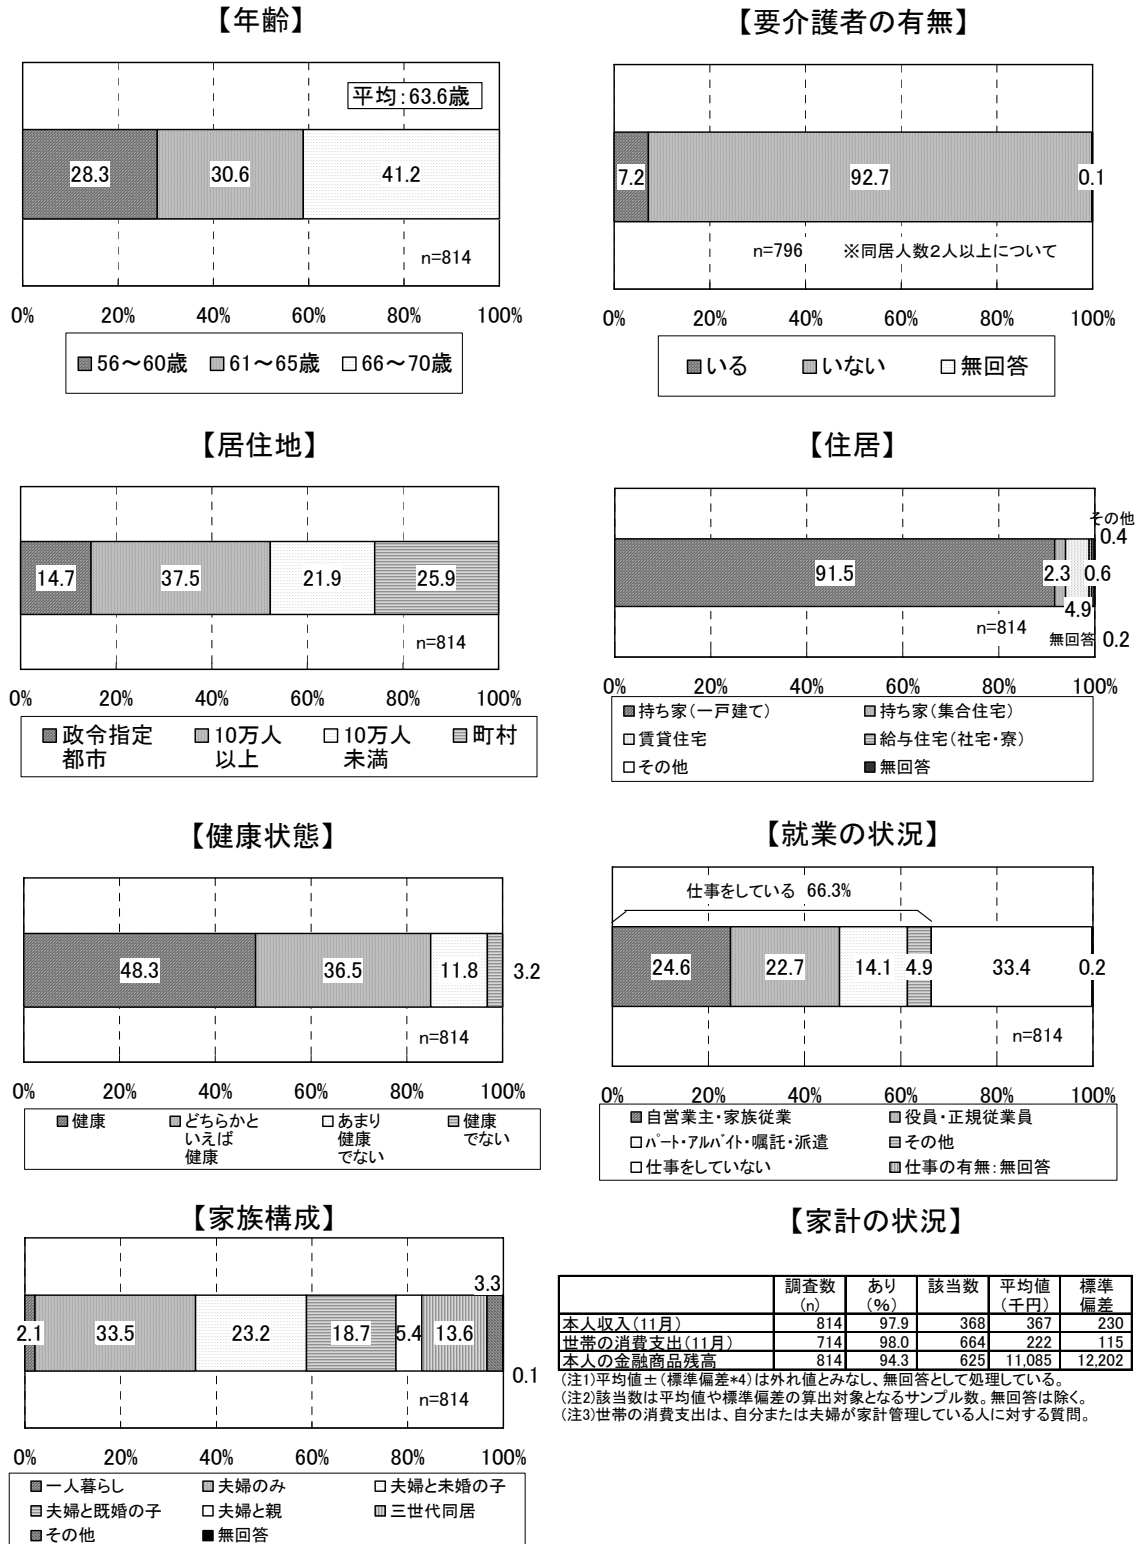 【年齢】
平均:63.6歳
28.3 30.6 41.2
n=814
0% 20% 40% 60% 80% 100%
56～60歳 61～65歳 66～70歳
【要介護者の有無】
7.2 92.7 0.1
n=796 ※同居人数2人以上について
0% 20% 40% 60% 80% 100%
いる いない 無回答
【居住地】
14.7 37.5 21.9 25.9
n=814
0% 20% 40% 60% 80% 100%
政令指定 10万人 10万人 町村
都市 以上 未満
【住居】
その他
0.4
91.5 2.3 0.6
4.9
n=814
無回答 0.2
0% 20% 40% 60% 80% 100%
持ち家(一戸建て) 持ち家(集合住宅)
賃貸住宅 給与住宅(社宅・寮)
その他 無回答
【健康状態】
48.3 36.5 11.8 3.2
n=814
0% 20% 40% 60% 80% 100%
健康 どちらかと あまり 健康
いえば 健康 でない
健康 でない
【就業の状況】
仕事をしている 66.3%
24.6 22.7 14.1 4.9 33.4 0.2
n=814
0% 20% 40% 60% 80% 100%
自営業主・家族従業 役員・正規従業員
パート・アルバイト・嘱託・派遣 その他
仕事をしていない 仕事の有無:無回答
【家族構成】
3.3
2.1 33.5 23.2 18.7 5.4 13.6
0.1
n=814
0% 20% 40% 60% 80% 100%
一人暮らし 夫婦のみ 夫婦と未婚の子
夫婦と既婚の子 夫婦と親 三世代同居
その他 無回答
【家計の状況】
調査数 あり 該当数 平均値 標準
(n) (%) (千円) 偏差
本人収入(11月) 814 97.9 368 367 230
世帯の消費支出(11月) 714 98.0 664 222 115
本人の金融商品残高 814 94.3 625 11,085 12,202
(注1)平均値±(標準偏差*4)は外れ値とみなし、無回答として処理している。
(注2)該当数は平均値や標準偏差の算出対象となるサンプル数。無回答は除く。
(注3)世帯の消費支出は、自分または夫婦が家計管理している人に対する質問。